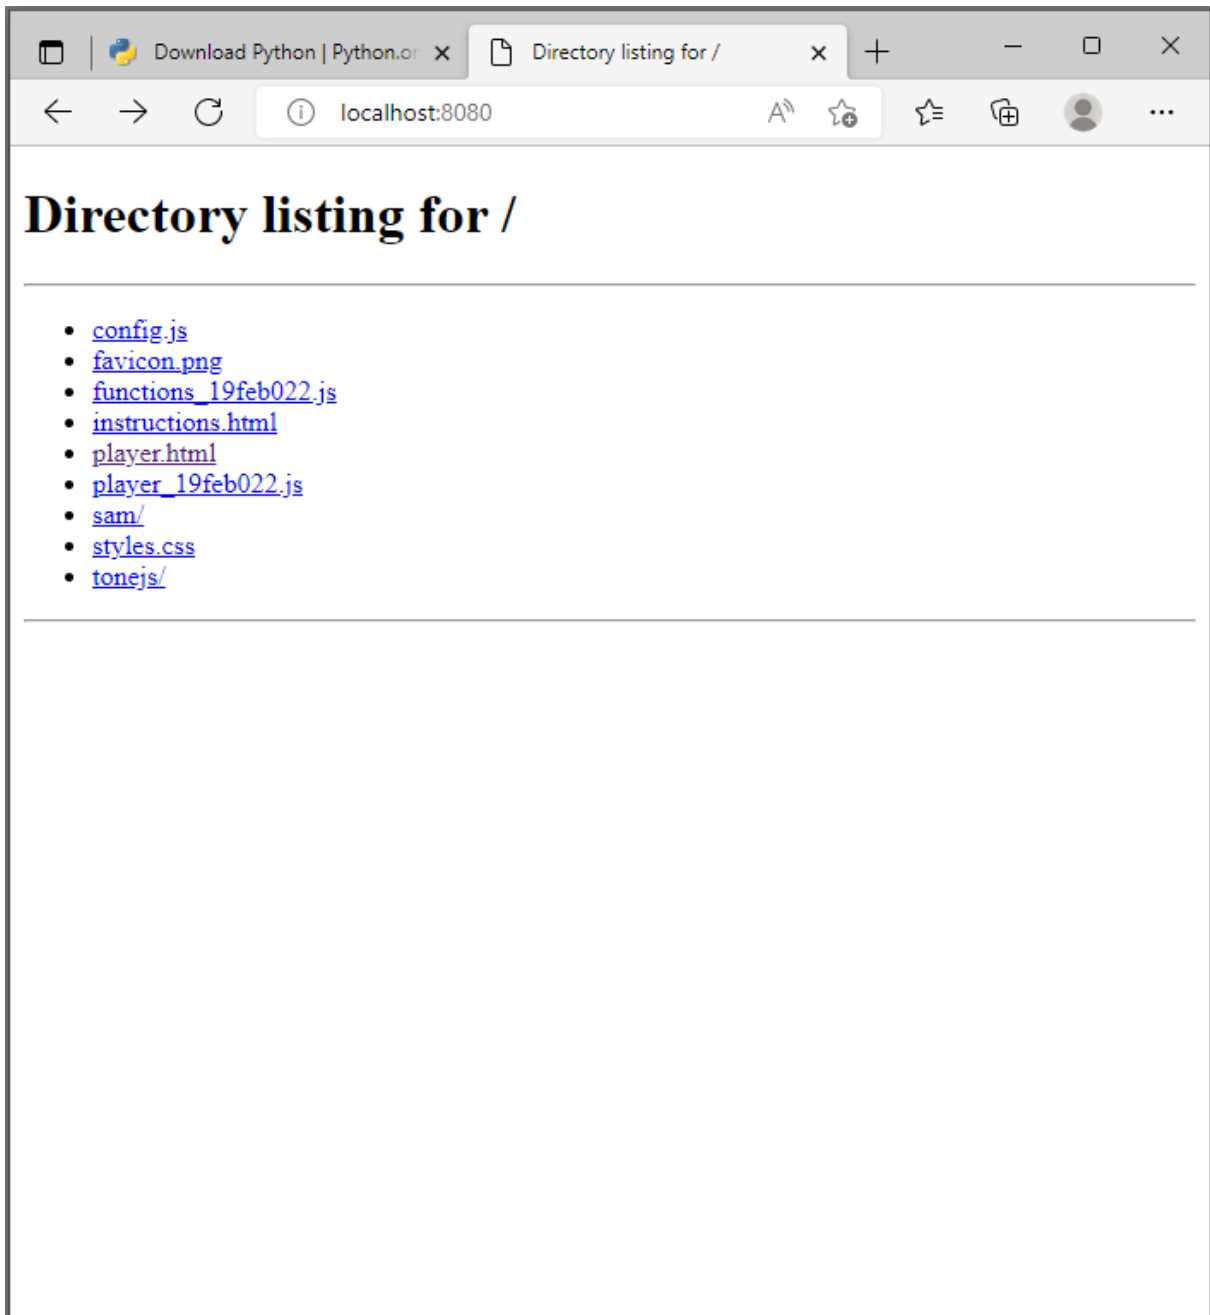 Download Python | Python.or
Directory listing for /
localhost:8080
Directory listing for /
config.js
favicon.png
functions_19feb022.js
instructions.html
player.html
player_19feb022.js
sam/
styles.css
tonejs/